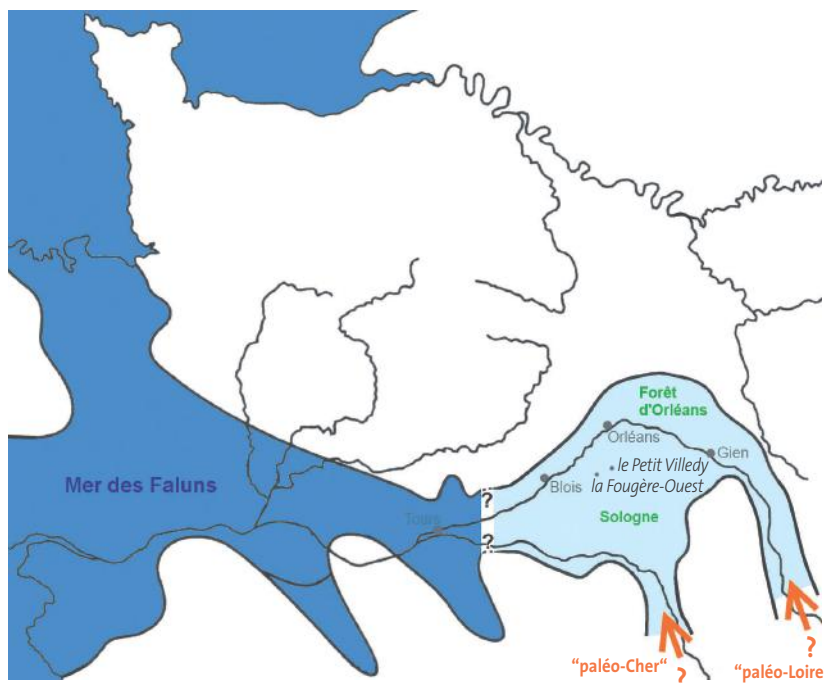 Forêt
d'Orléans
Orléans
Gien
le Petit Villedy
la Fougère-Ouest
Blois
Mer des Faluns
?
Sologne
Tours
?
"paléo-Cher"
?
"paléo-Loire"
?